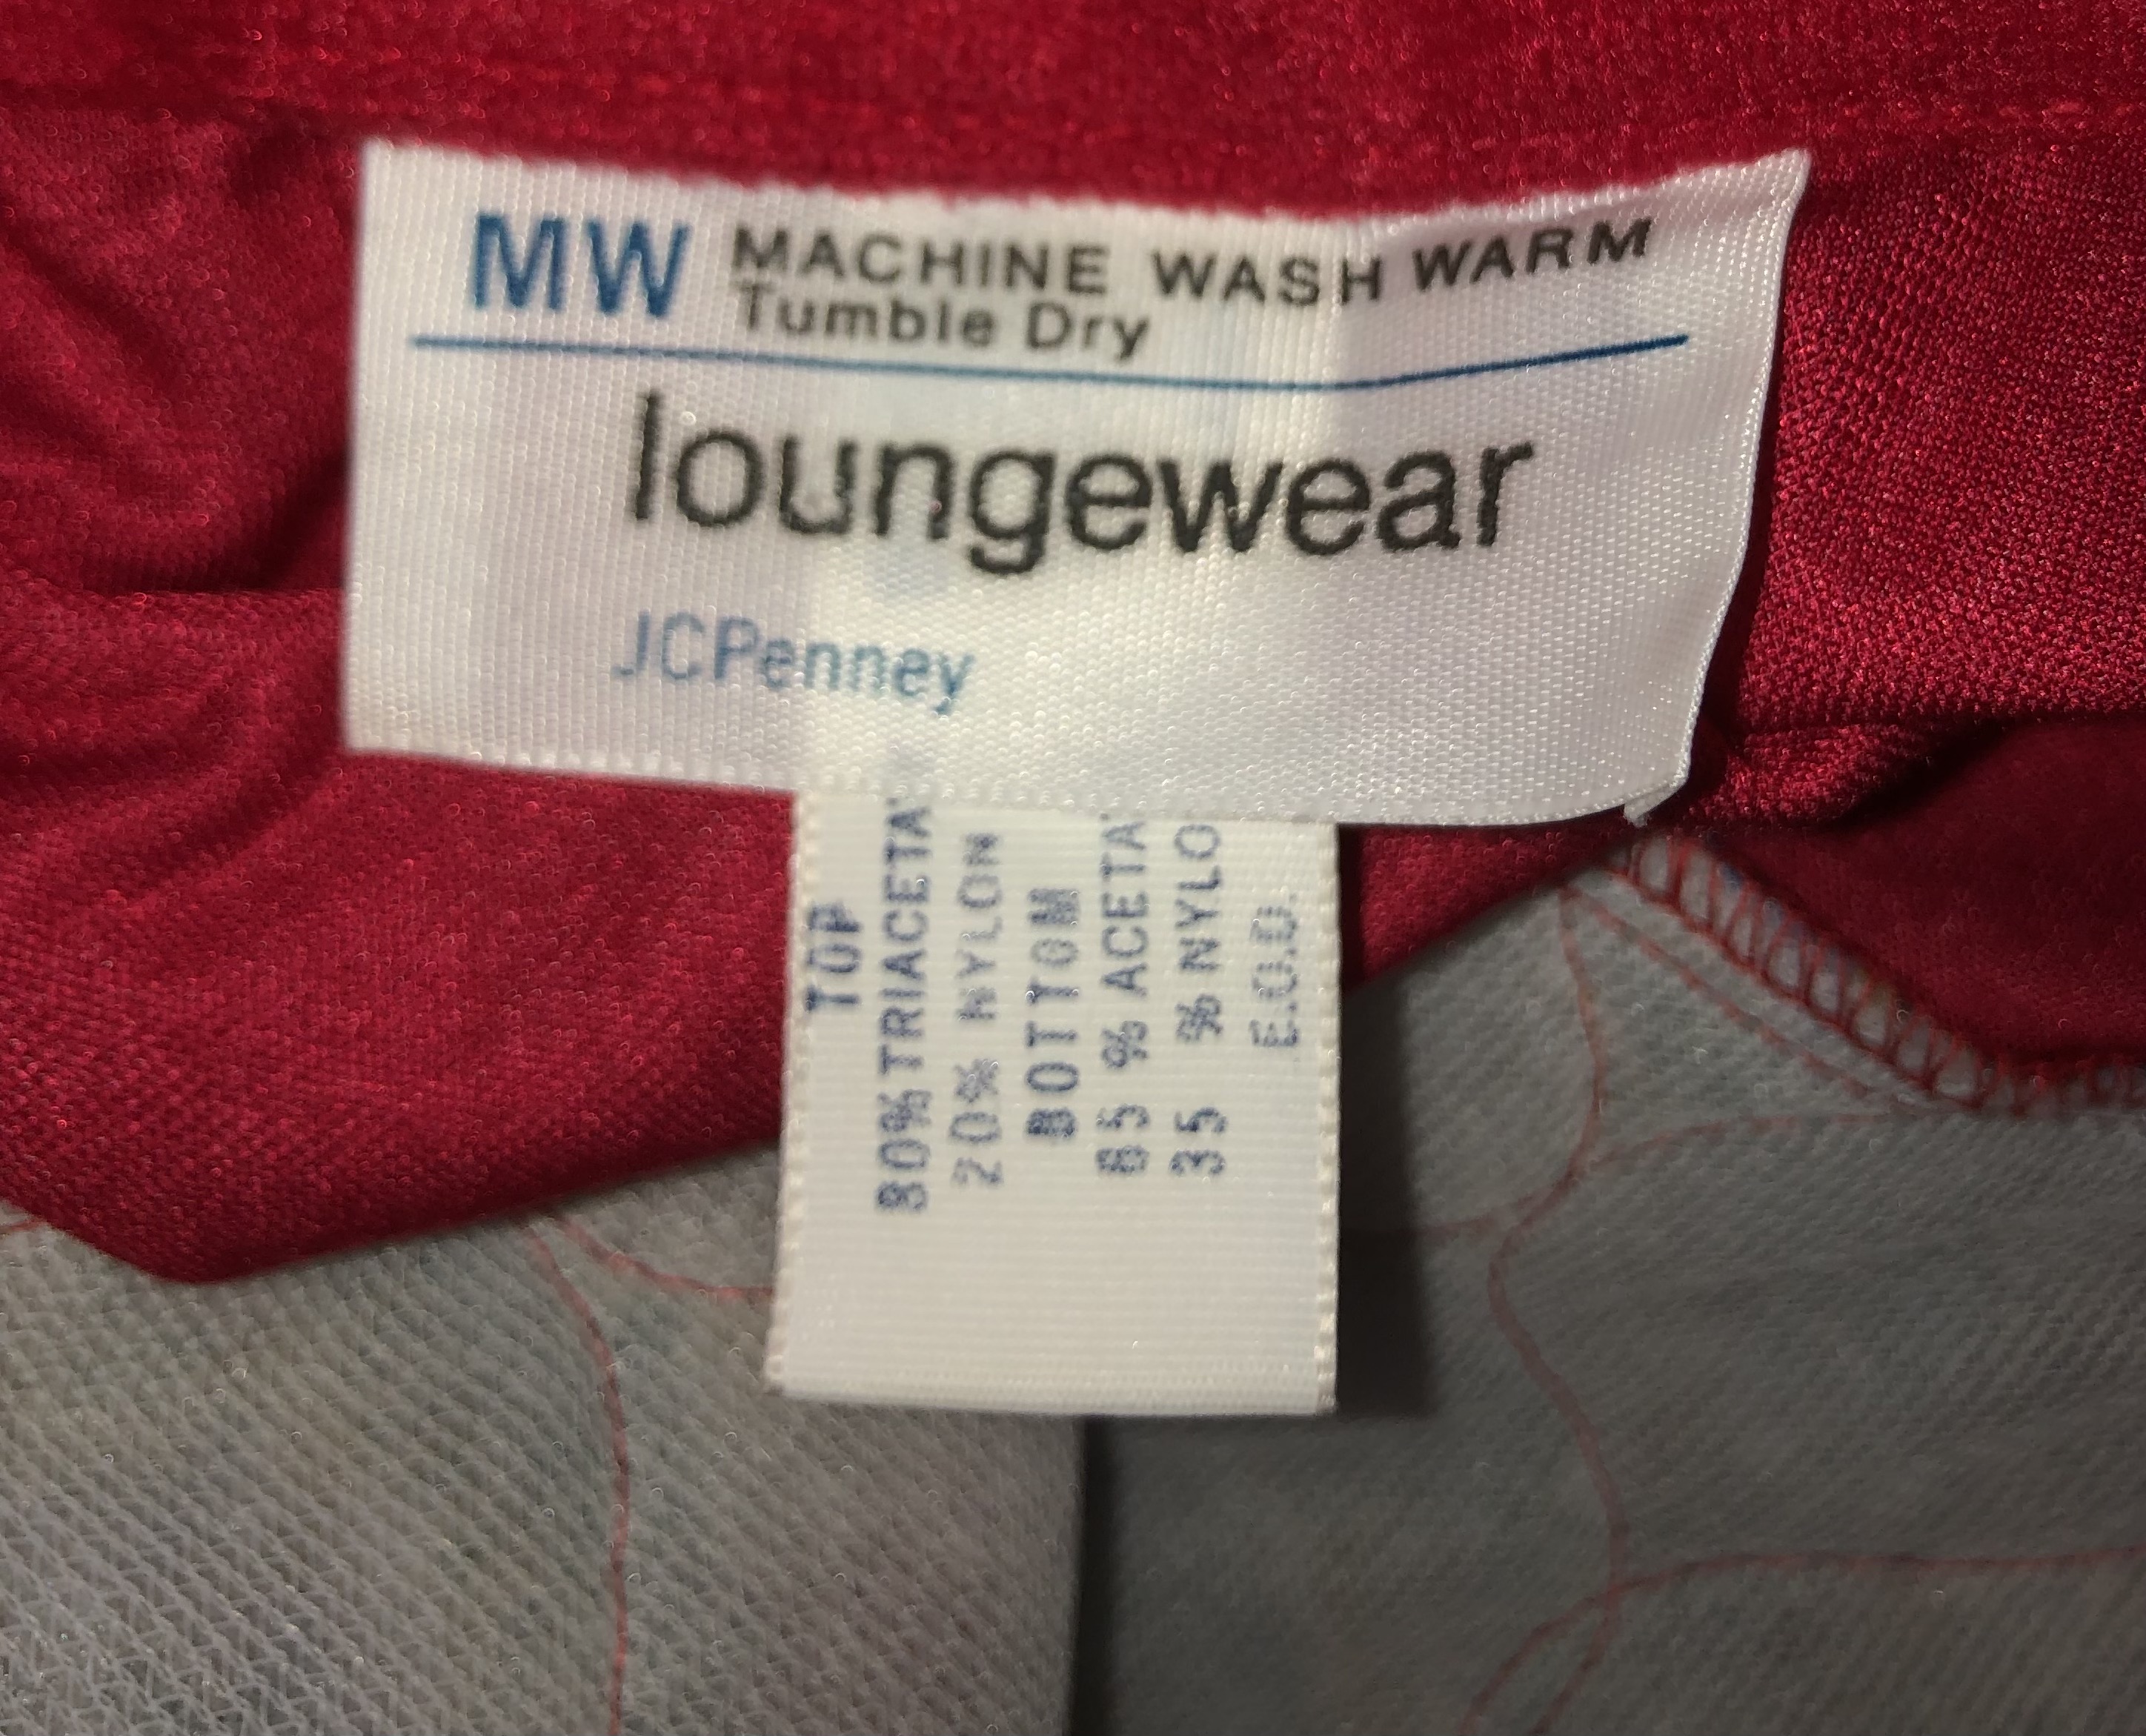 MW MACHINE WASH WARM
Tumble Dry
loungewear
JCPenney
TOP
80% TRIACETA
20% NYLON
BOTTOM
65 % ACETA
35 % NYLO
E.O.D.